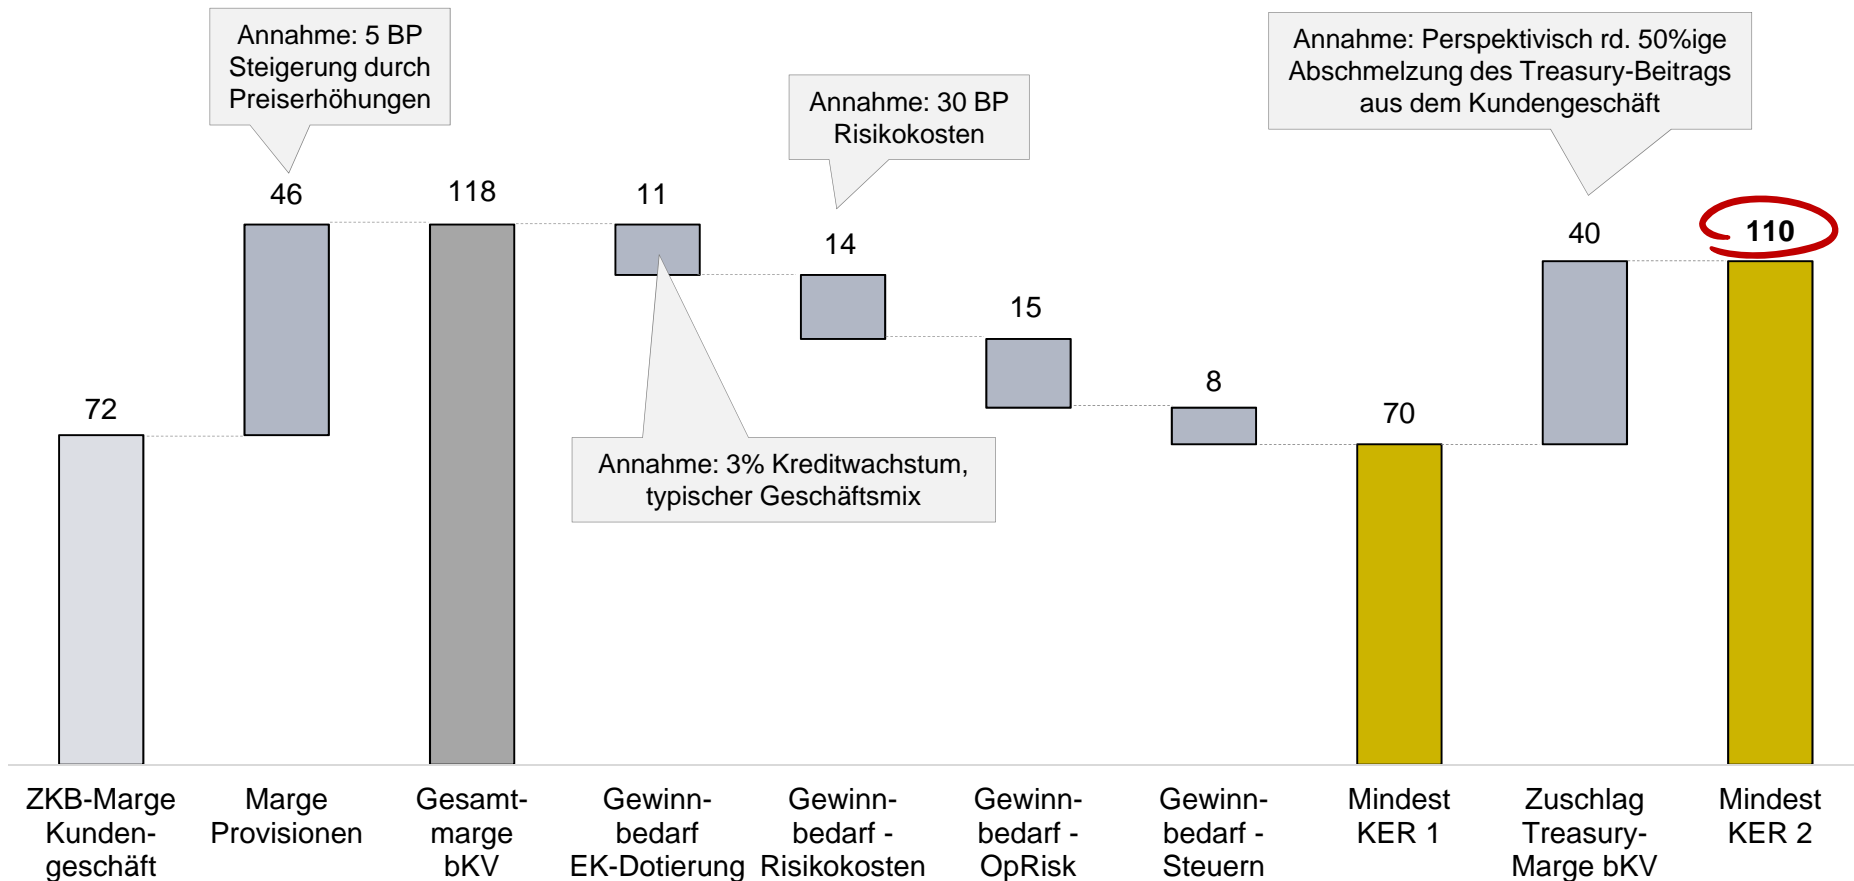 Annahme: 5 BP
Steigerung durch
Preiserhöhungen
Annahme: 30 BP
Risikokosten
Annahme: Perspektivisch rd. 50%ige
Abschmelzung des Treasury-Beitrags
aus dem Kundengeschäft
72
46
118
11
14
15
8
70
40
110
Annahme: 3% Kreditwachstum,
typischer Geschäftsmix
ZKB-Marge
Kunden-
geschäft
Marge
Provisionen
Gesamt-
marge
bKV
Gewinn-
bedarf
EK-Dotierung
Gewinn-
bedarf -
Risikokosten
Gewinn-
bedarf -
OpRisk
Gewinn-
bedarf -
Steuern
Mindest
KER 1
Zuschlag
Treasury-
Marge bKV
Mindest
KER 2